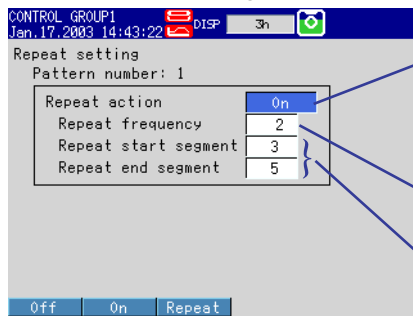 CONTROL GROUP1
Jan.17.2003 14:43:22 DISP 3h
Repeat setting
Pattern number: 1
Repeat action On
Repeat frequency 2
Repeat start segment 3
Repeat end segment 5
Off On Repeat